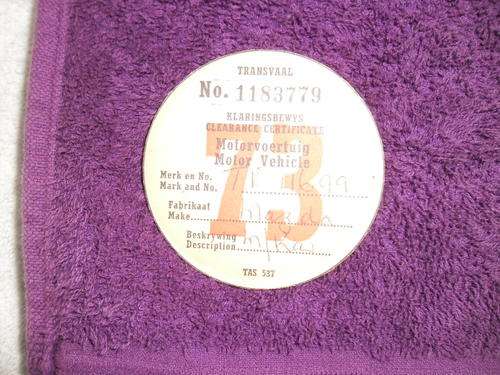 TRANSVAAL
No. 1183779
KLARINGSBEWYS
CLEARANCE CERTIFICATE
73
Motorvoertuig
Motor Vehicle
Merk en No.
Mark and No.
Fabrikaat
Make
Beskrywing
Description
TAS 537